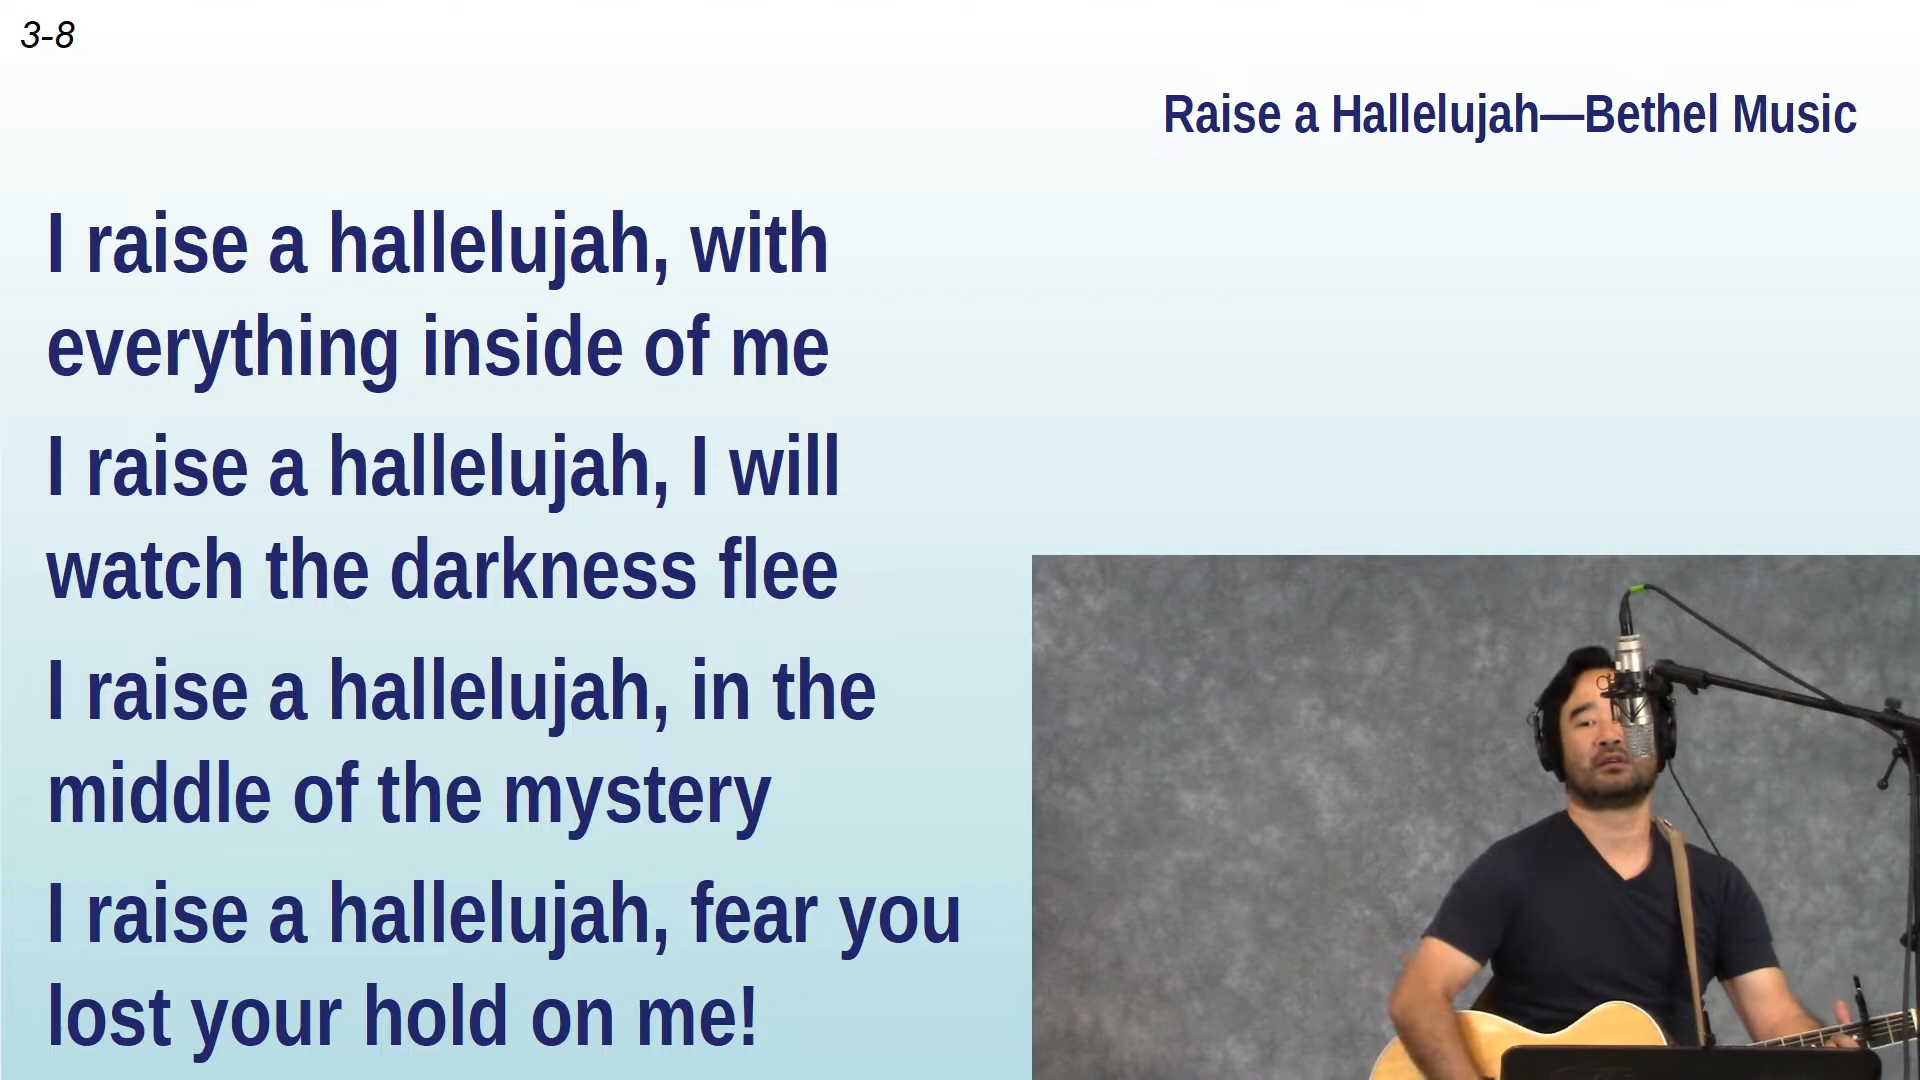 3-8
Raise a Hallelujah—Bethel Music
I raise a hallelujah, with
everything inside of me
I raise a hallelujah, I will
watch the darkness flee
I raise a hallelujah, in the
middle of the mystery
I raise a hallelujah, fear you
lost your hold on me!